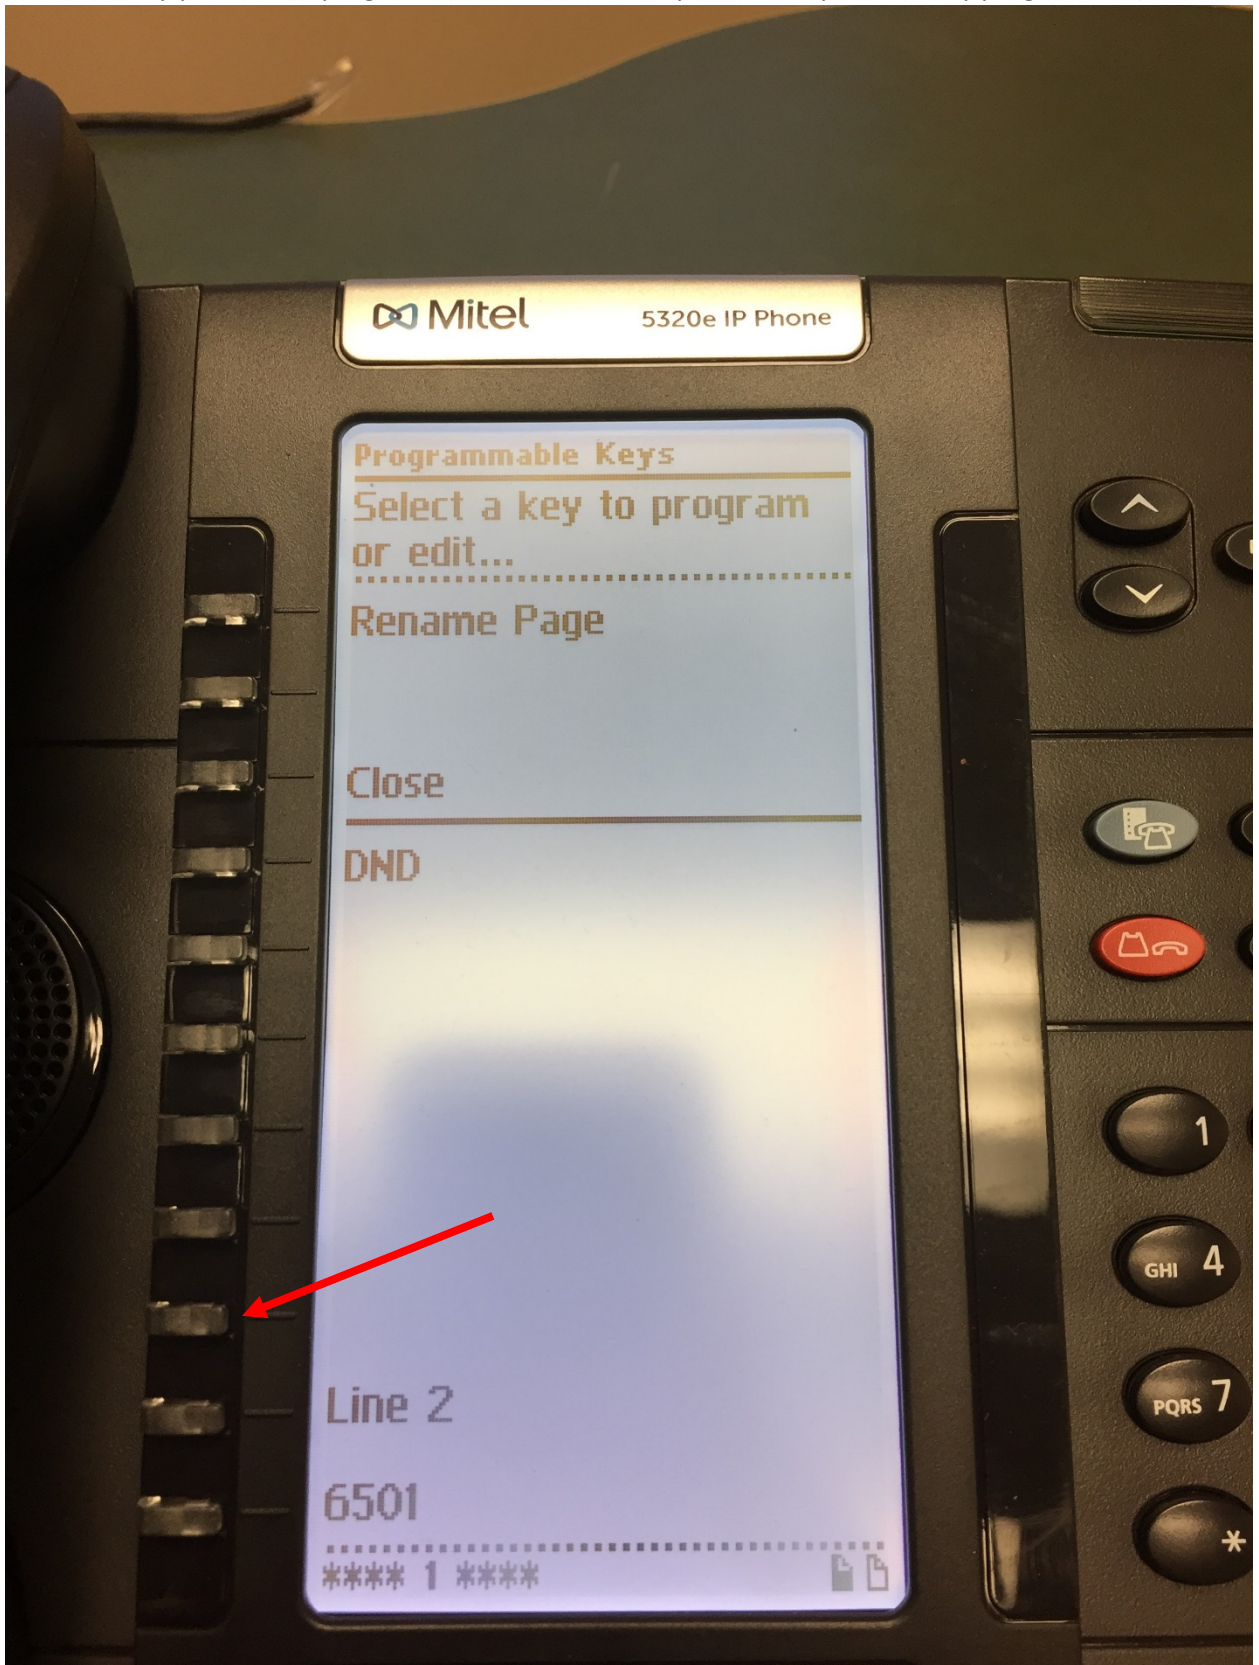 Mitel
5320e IP Phone
Programmable Keys
Select a key to program
or edit...
Rename Page
Close
DND
Line 2
6501
**** 1 ****
1
GHI 4
PQRS 7
*